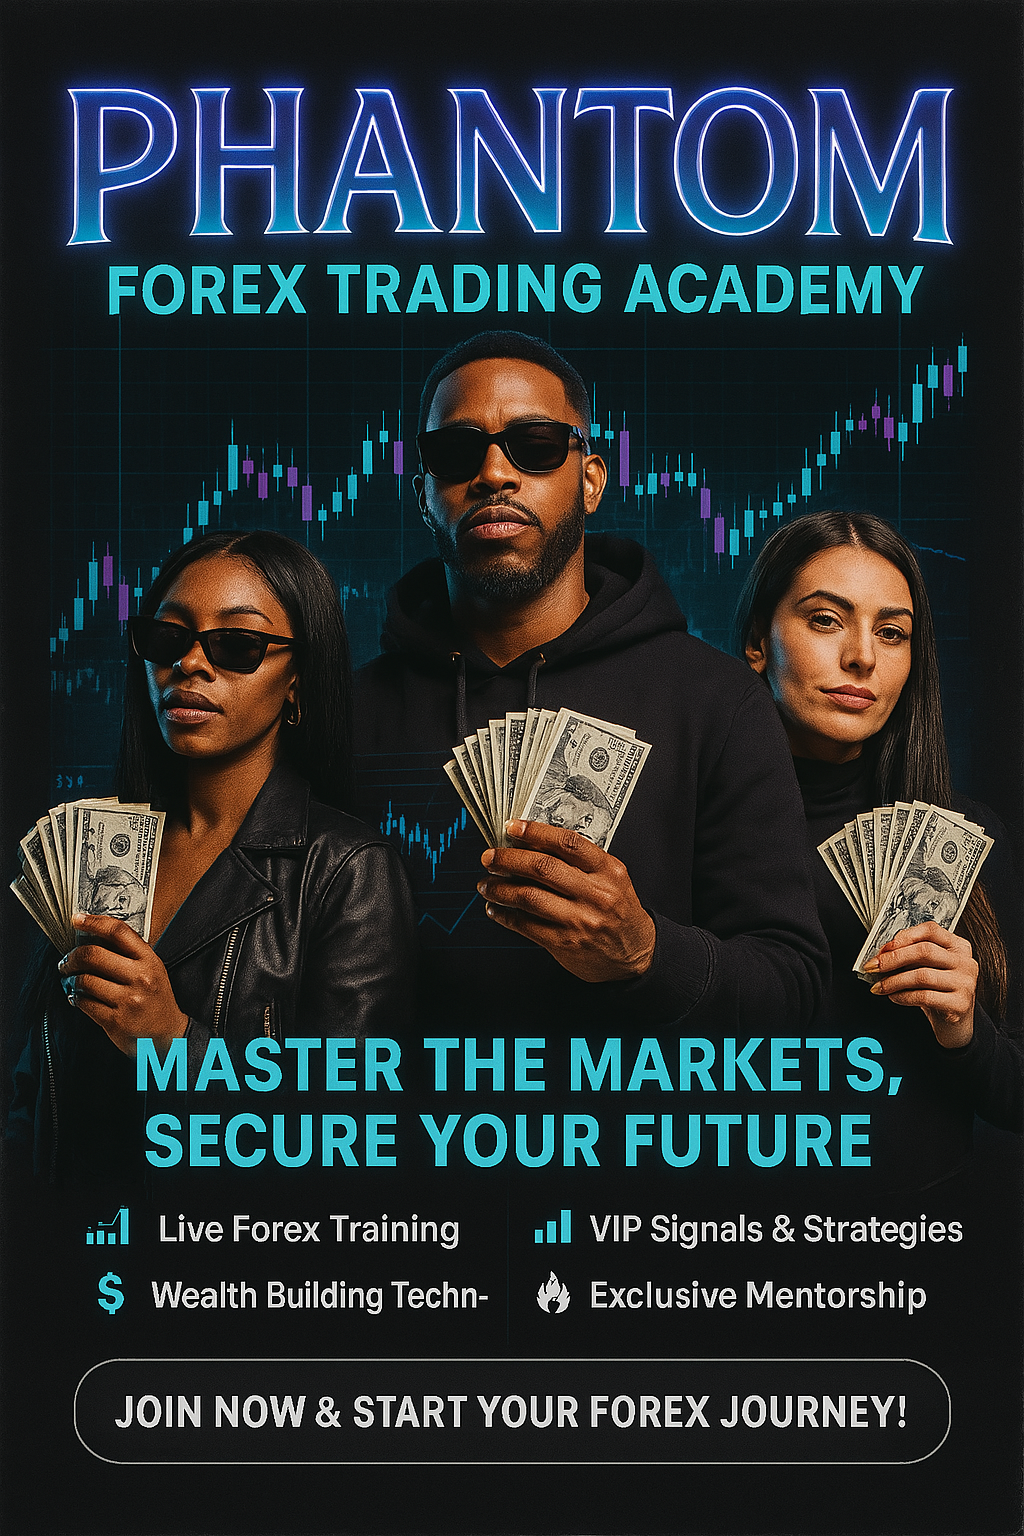 PHANTOM
FOREX TRADING ACADEMY
MASTER THE MARKETS,
SECURE YOUR FUTURE
Live Forex Training
VIP Signals & Strategies
Wealth Building Techn-
Exclusive Mentorship
JOIN NOW & START YOUR FOREX JOURNEY!